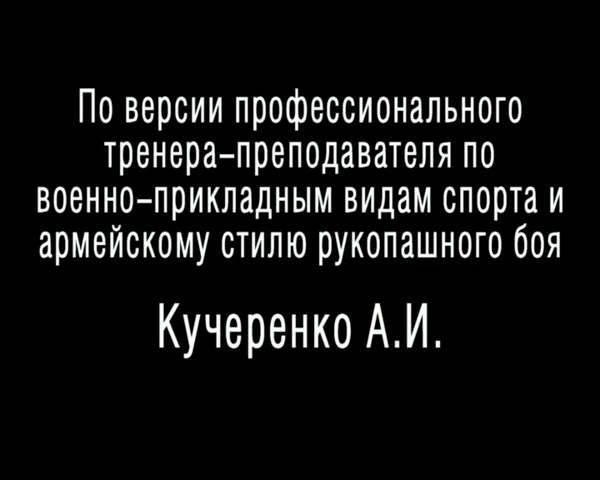 По версии профессионального
тренера-преподавателя по
военно-прикладным видам спорта и
армейскому стилю рукопашного боя
Кучеренко А.И.